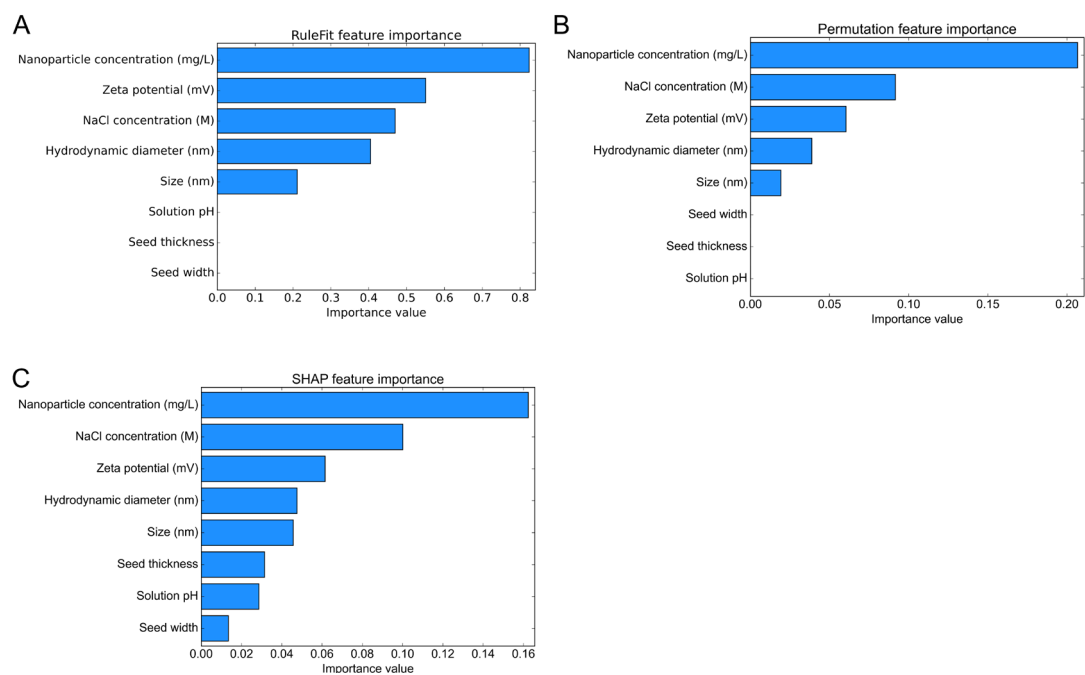 A
RuleFit feature importance
Nanoparticle concentration (mg/L)
Zeta potential (mV)
NaCl concentration (M)
Hydrodynamic diameter (nm)
Size (nm)
Solution pH
Seed thickness
Seed width
0.0 0.1 0.2 0.3 0.4 0.5 0.6 0.7 0.8
Importance value
B
Permutation feature importance
Nanoparticle concentration (mg/L)
NaCl concentration (M)
Zeta potential (mV)
Hydrodynamic diameter (nm)
Size (nm)
Seed width
Seed thickness
Solution pH
0.00 0.05 0.10 0.15 0.20
Importance value
C
SHAP feature importance
Nanoparticle concentration (mg/L)
NaCl concentration (M)
Zeta potential (mV)
Hydrodynamic diameter (nm)
Size (nm)
Seed thickness
Solution pH
Seed width
0.00 0.02 0.04 0.06 0.08 0.10 0.12 0.14 0.16
Importance value